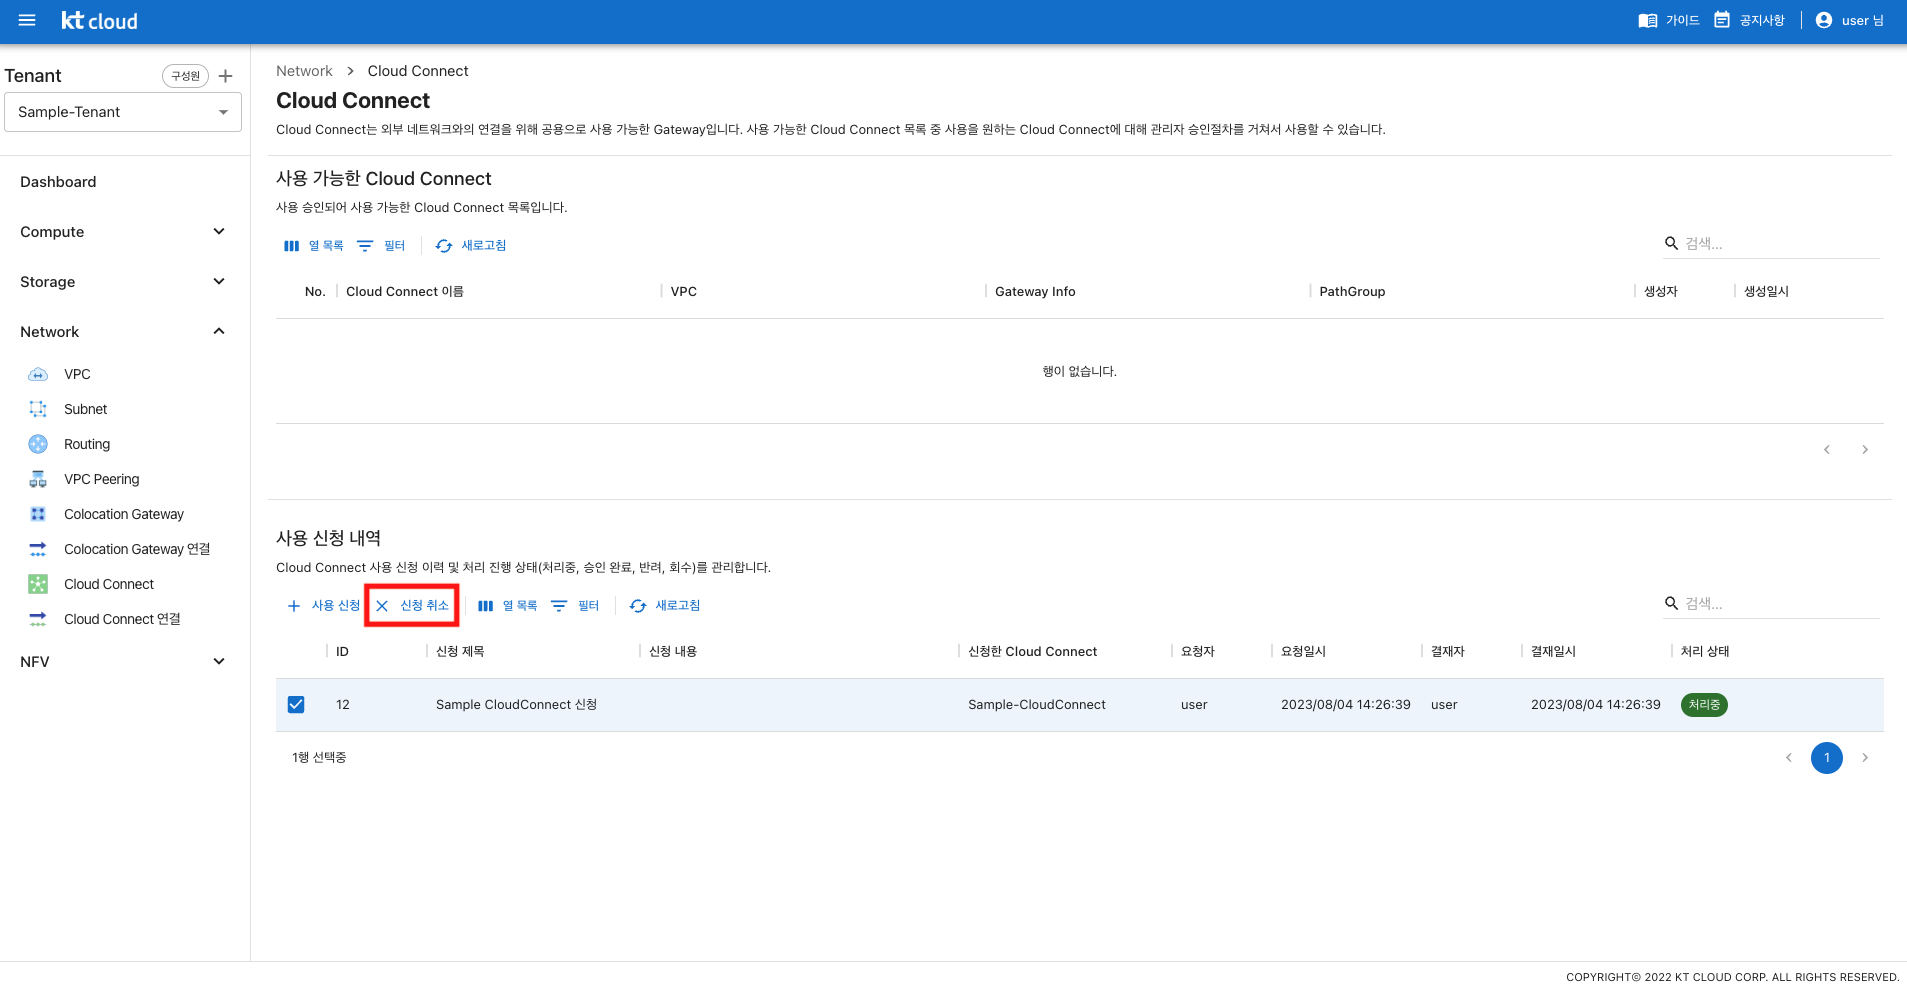 kt cloud
가이드 공지사항 user 님
Tenant 구성원
Sample-Tenant
Dashboard
Compute
Storage
Network
VPC
Subnet
Routing
VPC Peering
Colocation Gateway
Colocation Gateway 연결
Cloud Connect
Cloud Connect 연결
NFV
Network > Cloud Connect
Cloud Connect
Cloud Connect는 외부 네트워크와의 연결을 위해 공용으로 사용 가능한 Gateway입니다. 사용 가능한 Cloud Connect 목록 중 사용을 원하는 Cloud Connect에 대해 관리자 승인절차를 거쳐서 사용할 수 있습니다.
사용 가능한 Cloud Connect
사용 승인되어 사용 가능한 Cloud Connect 목록입니다.
열 목록 필터 새로고침 검색...
No. Cloud Connect 이름 VPC Gateway Info PathGroup 생성자 생성일시
행이 없습니다.
사용 신청 내역
Cloud Connect 사용 신청 이력 및 처리 진행 상태(처리중, 승인 완료, 반려, 회수)를 관리합니다.
사용 신청 신청 취소 열 목록 필터 새로고침 검색...
ID 신청 제목 신청 내용 신청한 Cloud Connect 요청자 요청일시 결재자 결재일시 처리 상태
12 Sample CloudConnect 신청 Sample-CloudConnect user 2023/08/04 14:26:39 user 2023/08/04 14:26:39 처리중
1행 선택중 1
COPYRIGHT© 2022 KT CLOUD CORP. ALL RIGHTS RESERVED.